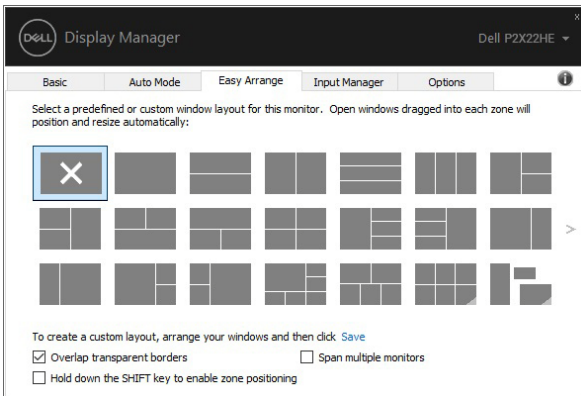 DELL Display Manager Dell P2X22HE
Basic Auto Mode Easy Arrange Input Manager Options
Select a predefined or custom window layout for this monitor. Open windows dragged into each zone will
position and resize automatically:
To create a custom layout, arrange your windows and then click Save
Overlap transparent borders Span multiple monitors
Hold down the SHIFT key to enable zone positioning